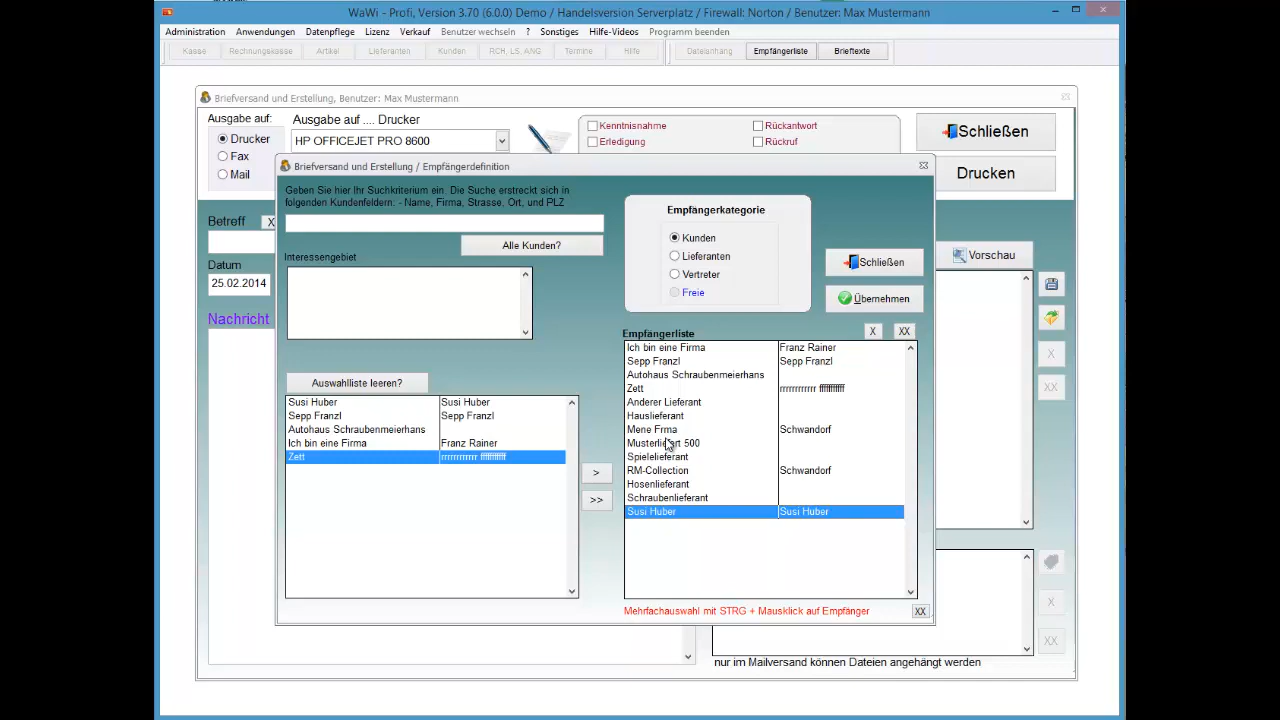 WaWi - Profi, Version 3.70 (6.0.0) Demo / Handelsversion Serverplatz / Firewall: Norton / Benutzer: Max Mustermann
Administration Anwendungen Datenpflege Lizenz Verkauf Benutzer wechseln ? Sonstiges Hilfe-Videos Programm beenden
Kasse Rechnungskasse Artikel Lieferanten Kunden RCH, LS, ANG Termine Hilfe Dateianhang Empfängerliste Brieftexte
Briefversand und Erstellung, Benutzer: Max Mustermann
Ausgabe auf: Ausgabe auf .... Drucker
Drucker
HP OFFICEJET PRO 8600
Fax
Mail
Kenntnisnahme Rückantwort
Erledigung Rückruf
Schließen
Drucken
Briefversand und Erstellung / Empfängerdefinition
Geben Sie hier Ihr Suchkriterium ein. Die Suche erstreckt sich in
folgenden Kundenfeldern: - Name, Firma, Strasse, Ort, und PLZ
Alle Kunden?
Interessengebiet
Empfängerkategorie
Kunden
Lieferanten
Vertreter
Freie
Schließen
Übernehmen
Betreff X
Datum
25.02.2014
Nachricht
Vorschau
X
XX
Auswahlliste leeren?
Susi Huber Susi Huber
Sepp Franzl Sepp Franzl
Autohaus Schraubenmeierhans
Ich bin eine Firma Franz Rainer
Zett rrrrrrrrrrrr ffffffffff
>
>>
Empfängerliste X XX
Ich bin eine Firma Franz Rainer
Sepp Franzl Sepp Franzl
Autohaus Schraubenmeierhans
Zett rrrrrrrrrrrr ffffffffff
Anderer Lieferant
Hauslieferant
Mene Frma Schwandorf
500
Spielelieferant
RM-Collection Schwandorf
Hosenlieferant
Schraubenlieferant
Susi Huber Susi Huber
Mehrfachauswahl mit STRG + Mausklick auf Empfänger XX
X
XX
nur im Mailversand können Dateien angehängt werden